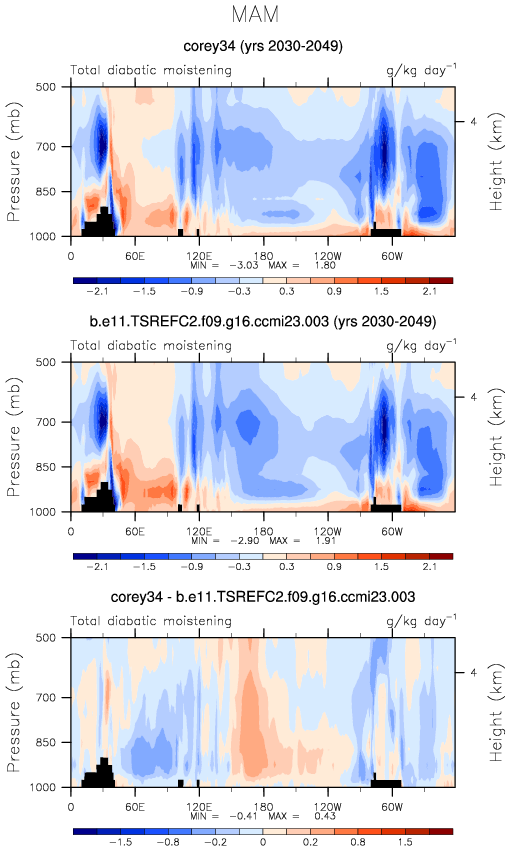 MAM
corey34 (yrs 2030-2049)
Total diabatic moistening g/kg day−1
500
700
850
1000
Pressure (mb)
4
Height (km)
0 60E 120E 180 120W 60W
MIN = −3.03 MAX = 1.80
−2.1 −1.5 −0.9 −0.3 0.3 0.9 1.5 2.1
b.e11.TSREFC2.f09.g16.ccmi23.003 (yrs 2030-2049)
Total diabatic moistening g/kg day−1
500
700
850
1000
Pressure (mb)
4
Height (km)
0 60E 120E 180 120W 60W
MIN = −2.90 MAX = 1.91
−2.1 −1.5 −0.9 −0.3 0.3 0.9 1.5 2.1
corey34 - b.e11.TSREFC2.f09.g16.ccmi23.003
Total diabatic moistening g/kg day−1
500
700
850
1000
Pressure (mb)
4
Height (km)
0 60E 120E 180 120W 60W
MIN = −0.41 MAX = 0.43
−1.5 −0.8 −0.2 0 0.2 0.8 1.5